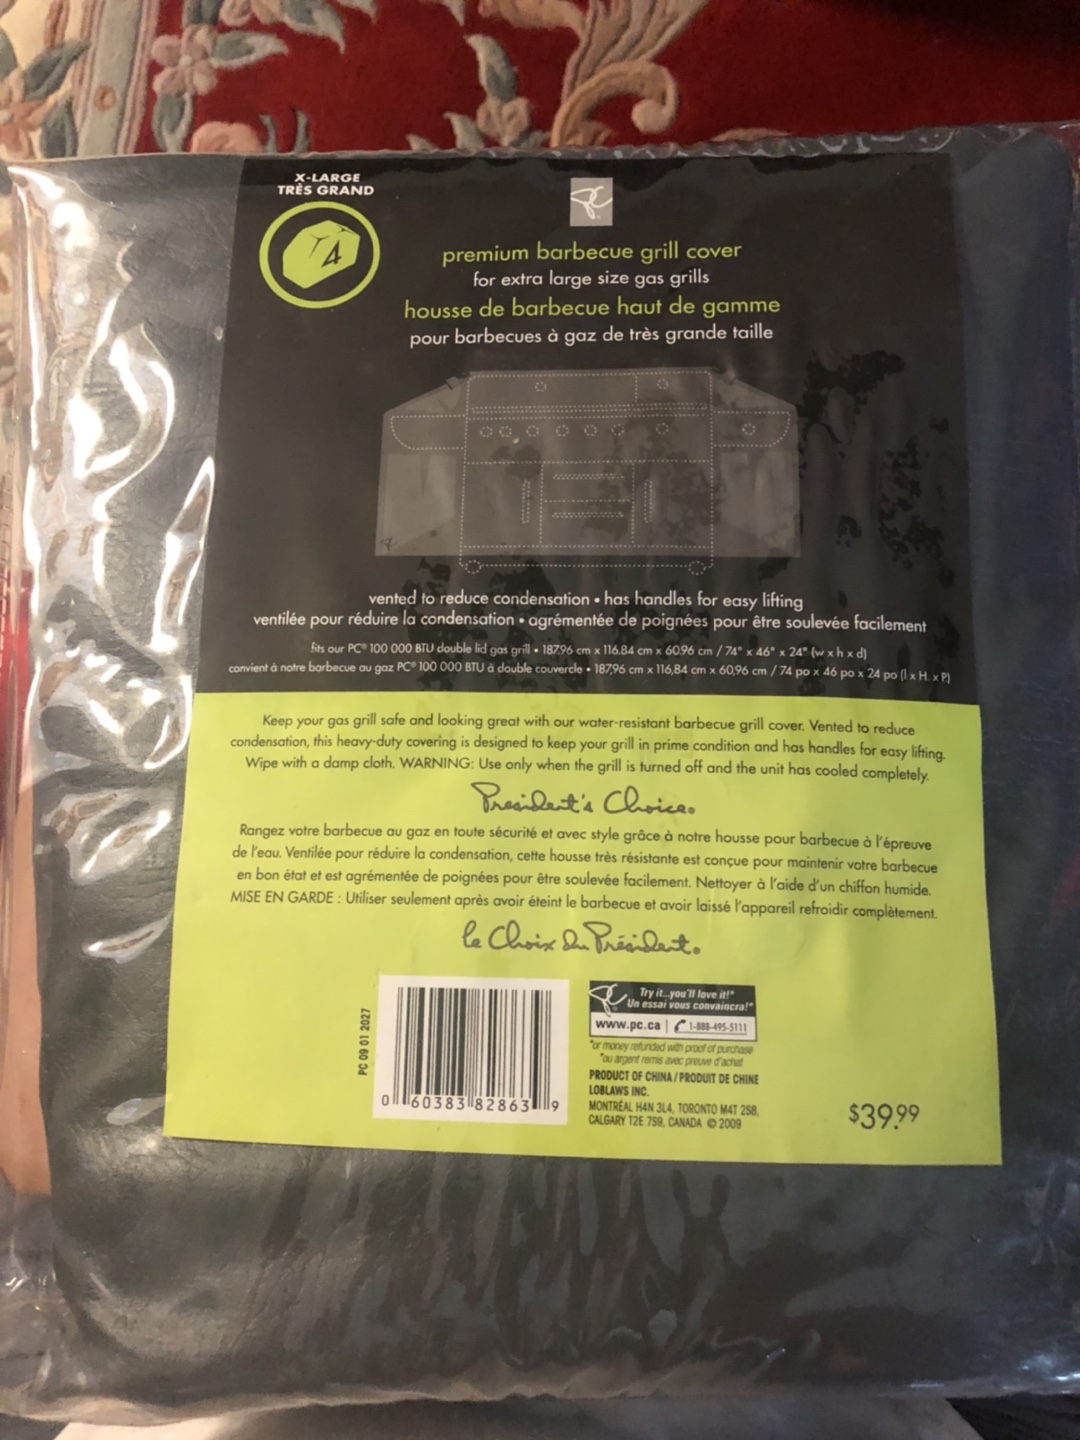 X-LARGE
TRÈS GRAND
4
premium barbecue grill cover
for extra large size gas grills
housse de barbecue haut de gamme
pour barbecues à gaz de très grande taille
vented to reduce condensation • has handles for easy lifting
ventilée pour réduire la condensation • agrémentée de poignées pour être soulevée facilement
fits our PC® 100 000 BTU double lid gas grill • 187.96 cm x 116.84 cm x 60.96 cm / 74" x 46" x 24" (w x h x d)
convient à notre barbecue au gaz PC® 100 000 BTU à double couvercle • 187,96 cm x 116,84 cm x 60,96 cm / 74 po x 46 po x 24 po (l x H. x P)
Keep your gas grill safe and looking great with our water-resistant barbecue grill cover. Vented to reduce
condensation, this heavy-duty covering is designed to keep your grill in prime condition and has handles for easy lifting.
Wipe with a damp cloth. WARNING: Use only when the grill is turned off and the unit has cooled completely.
President's Choice®
Rangez votre barbecue au gaz en toute sécurité et avec style grâce à notre housse pour barbecue à l'épreuve
de l'eau. Ventilée pour réduire la condensation, cette housse très résistante est conçue pour maintenir votre barbecue
en bon état et est agrémentée de poignées pour être soulevée facilement. Nettoyer à l'aide d'un chiffon humide.
MISE EN GARDE : Utiliser seulement après avoir éteint le barbecue et avoir laissé l'appareil refroidir complètement.
le Choix du Président®
PC 09 01 2027
0 60383 82863 9
Try it...you'll love it!*
Un essai vous convaincra!*
www.pc.ca | 1-888-495-5111
*or money refunded with proof of purchase
*ou argent remis avec preuve d'achat
PRODUCT OF CHINA / PRODUIT DE CHINE
LOBLAWS INC.
MONTRÉAL H4N 3L4, TORONTO M4T 2S8,
CALGARY T2E 7S9, CANADA © 2009
$39.99